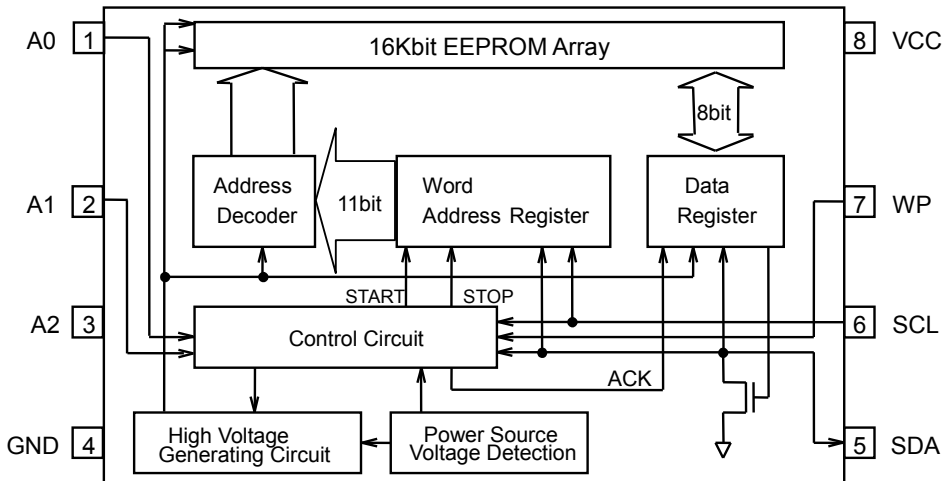 A0 1
16Kbit EEPROM Array
8 VCC
8bit
A1 2
Address
Decoder
11bit
Word
Address Register
Data
Register
7 WP
START
STOP
A2 3
Control Circuit
6 SCL
ACK
GND 4
High Voltage
Generating Circuit
Power Source
Voltage Detection
5 SDA